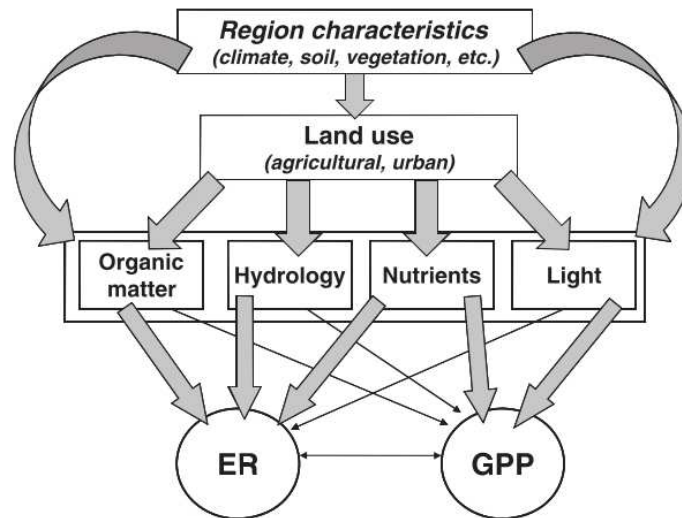 Region characteristics
(climate, soil, vegetation, etc.)
Land use
(agricultural, urban)
Organic
matter
Hydrology
Nutrients
Light
ER
GPP